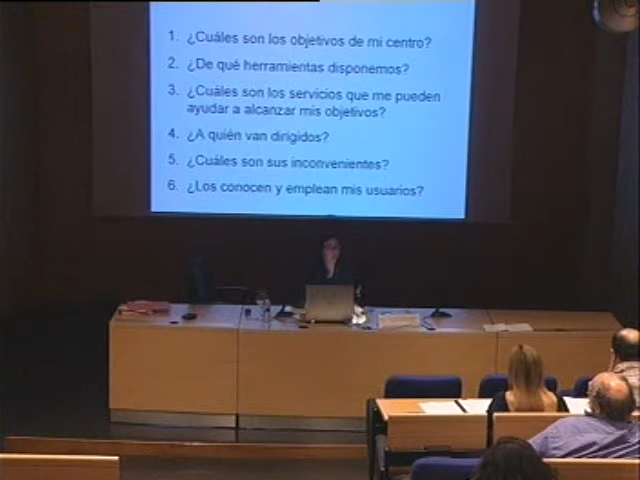 1. ¿Cuáles son los objetivos de mi centro?
2. ¿De qué herramientas disponemos?
3. ¿Cuáles son los servicios que me pueden
ayudar a alcanzar mis objetivos?
4. ¿A quién van dirigidos?
5. ¿Cuáles son sus inconvenientes?
6. ¿Los conocen y emplean mis usuarios?